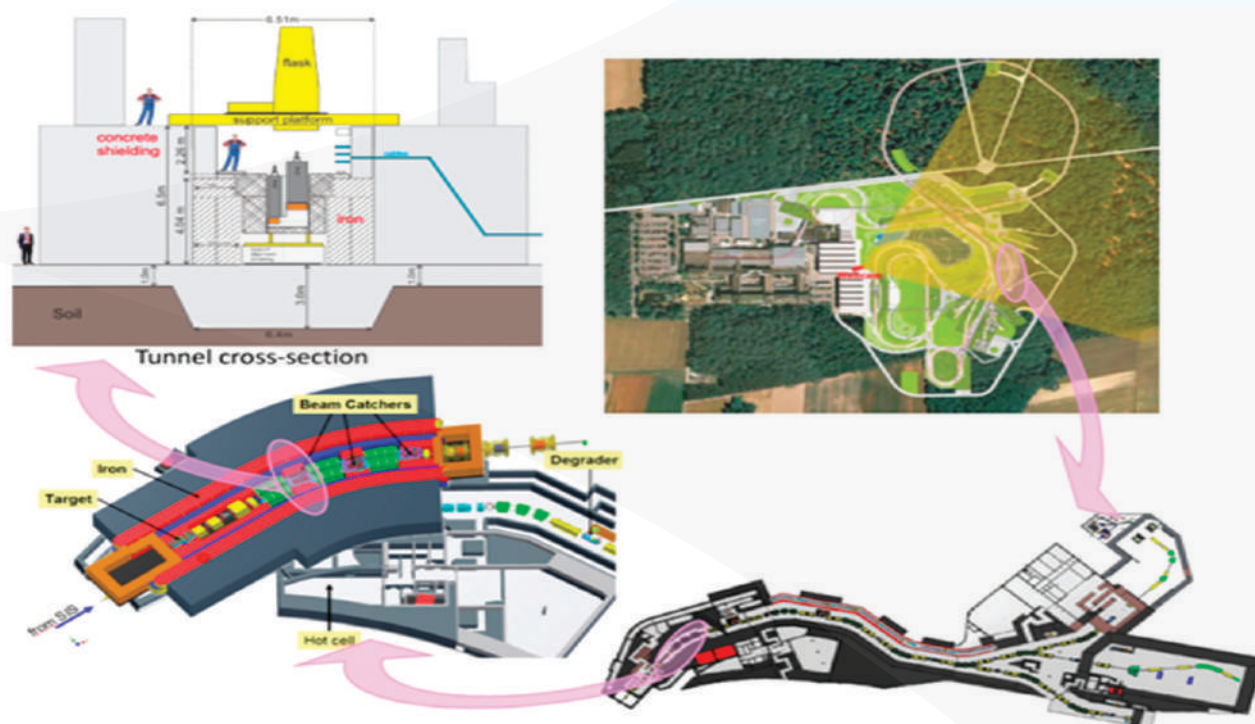 6.51m
flask
support platform
concrete
shielding
2.26 m
6.5m
4.04 m
iron
1.0m
3.0m
1.0m
Soil
6.4m
Tunnel cross-section
Beam Catchers
Iron
Target
Degrader
from SIS
Hot cell